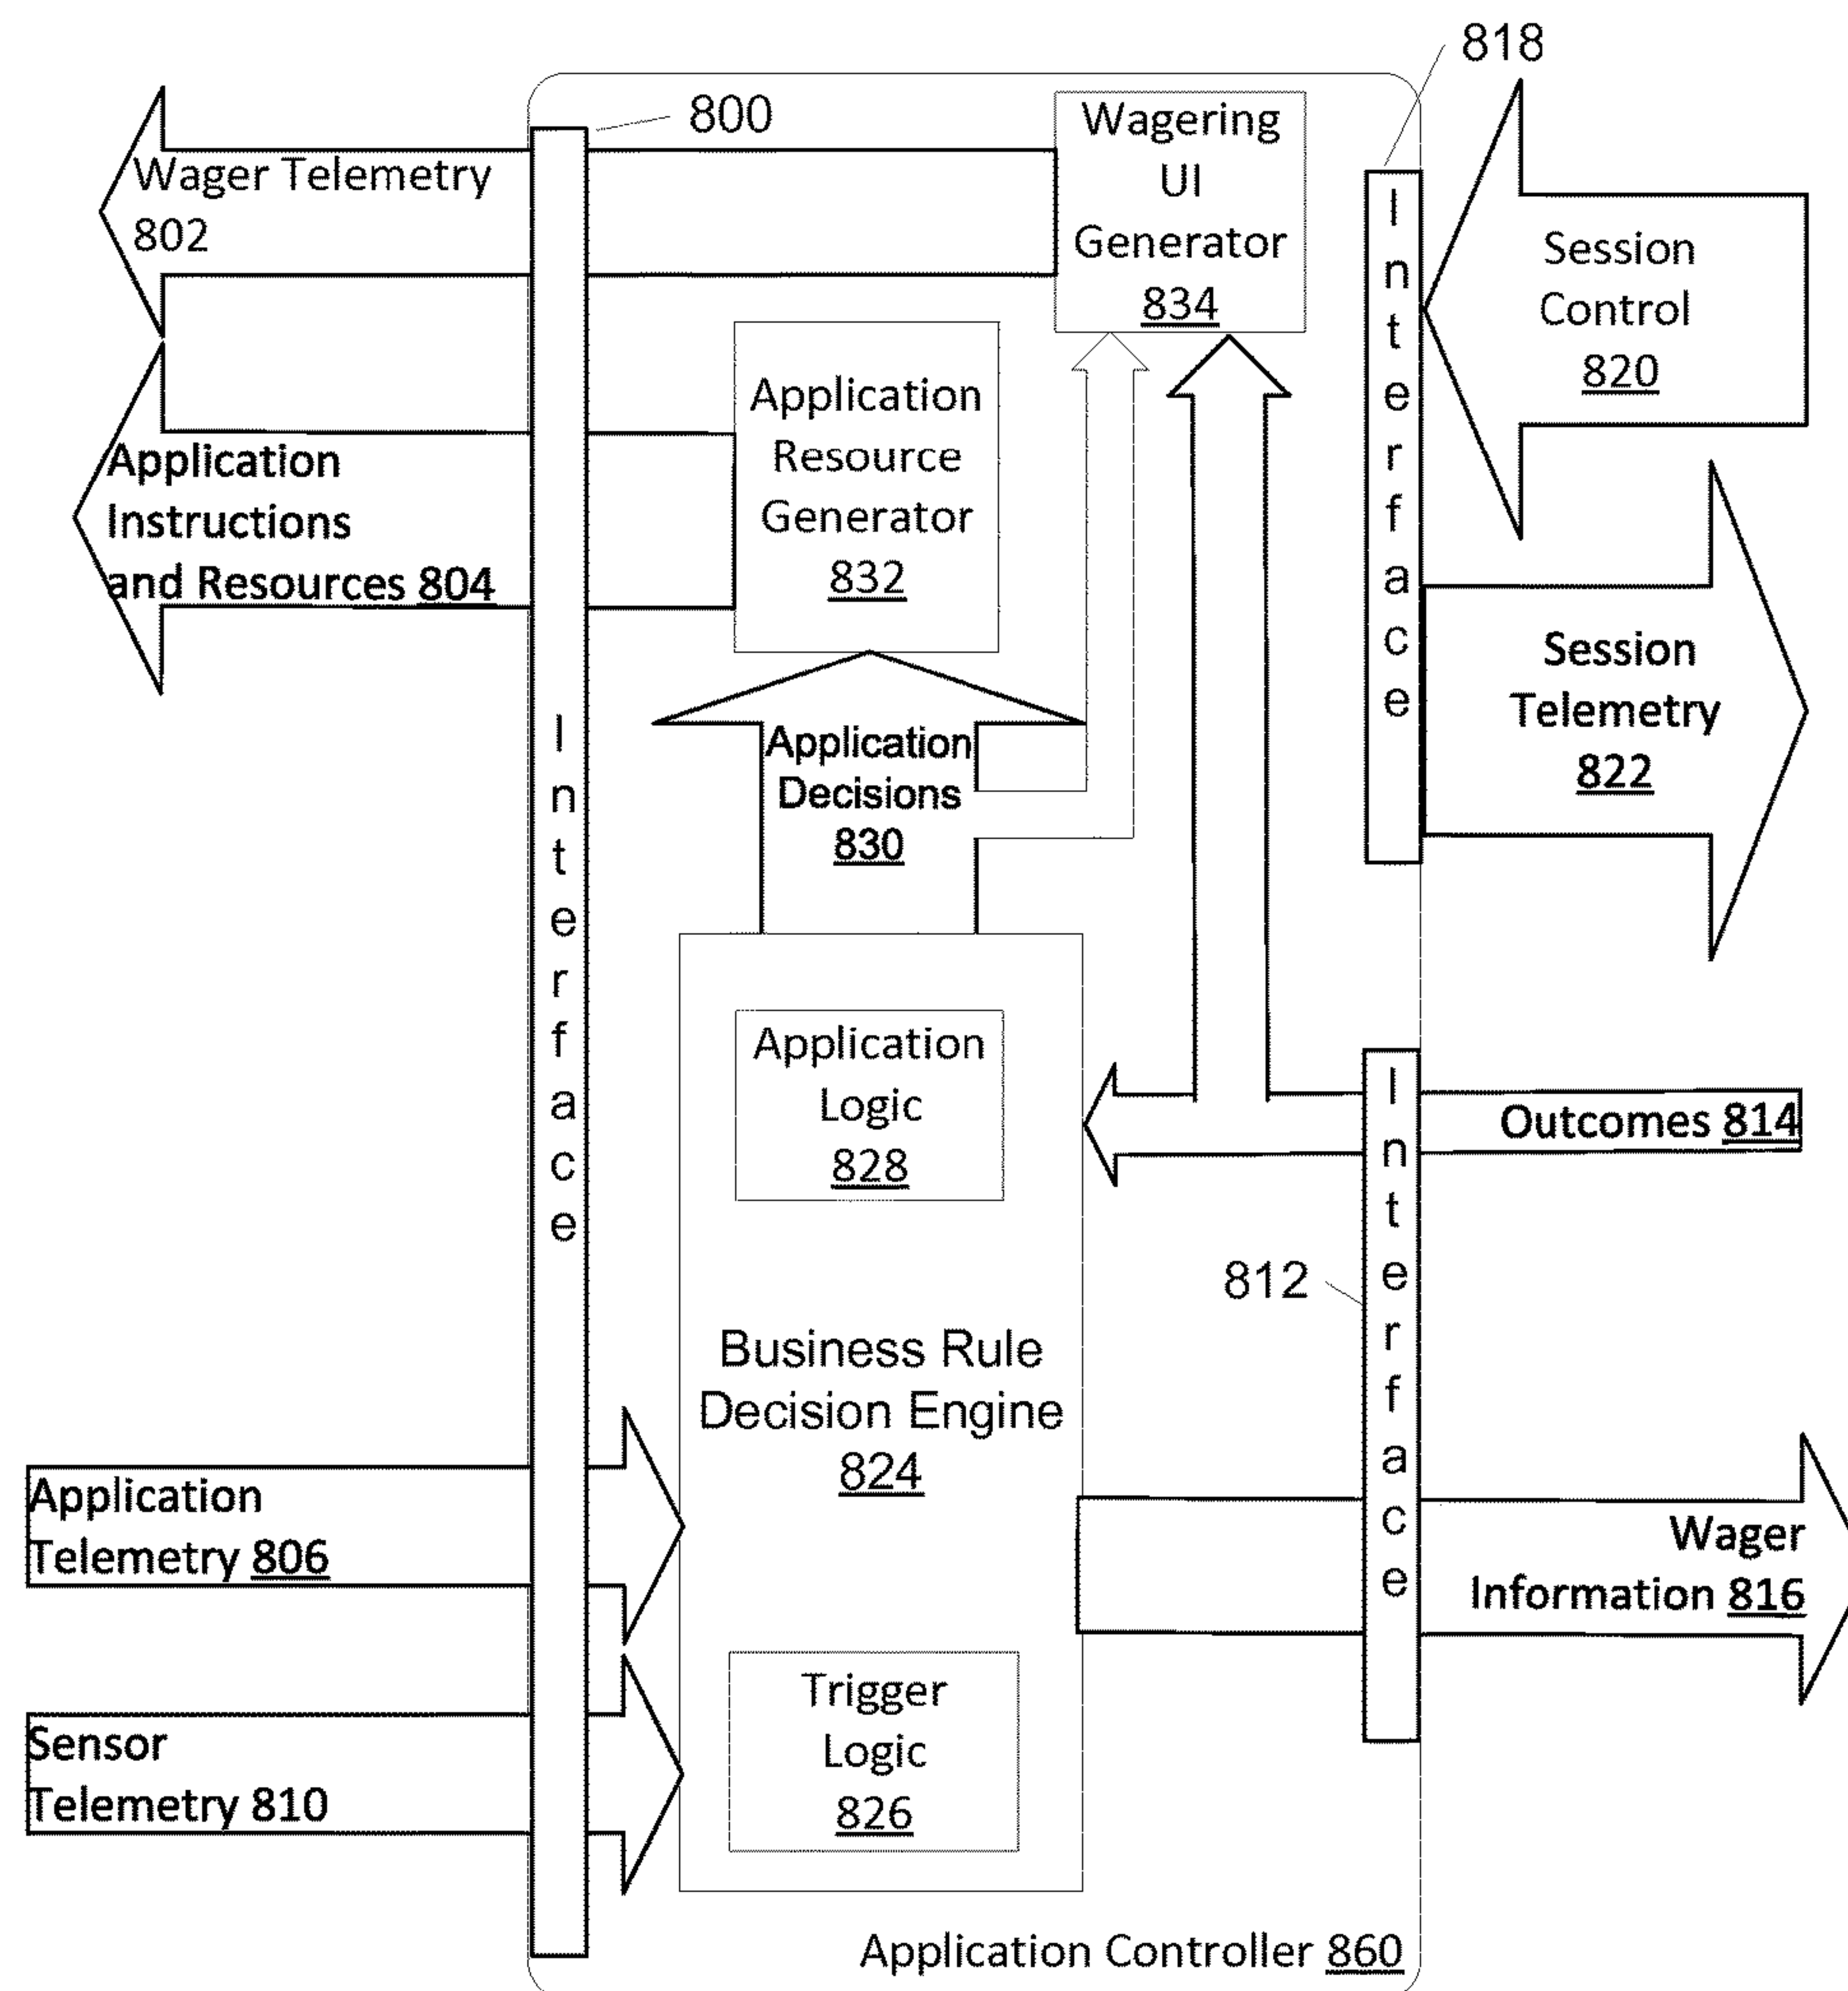 818
800
Wagering
UI
Generator
834
Wager Telemetry
802
Interface
Session
Control
820
Application
Resource
Generator
832
Application
Instructions
and Resources 804
Session
Telemetry
822
Application
Decisions
830
Interface
Application
Logic
828
Interface
Outcomes 814
812
Business Rule
Decision Engine
824
Application
Telemetry 806
Wager
Information 816
Trigger
Logic
826
Sensor
Telemetry 810
Application Controller 860